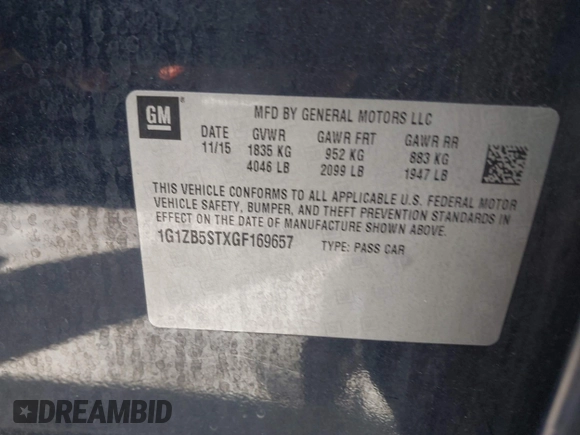 GM
MFD BY GENERAL MOTORS LLC
DATE GVWR GAWR FRT GAWR RR
11/15 1835 KG 952 KG 883 KG
4046 LB 2099 LB 1947 LB
THIS VEHICLE CONFORMS TO ALL APPLICABLE U.S. FEDERAL MOTOR
VEHICLE SAFETY, BUMPER, AND THEFT PREVENTION STANDARDS IN
EFFECT ON THE DATE OF MANUFACTURE SHOWN ABOVE.
1G1ZB5STXGF169657 TYPE: PASS CAR
DREAMBID